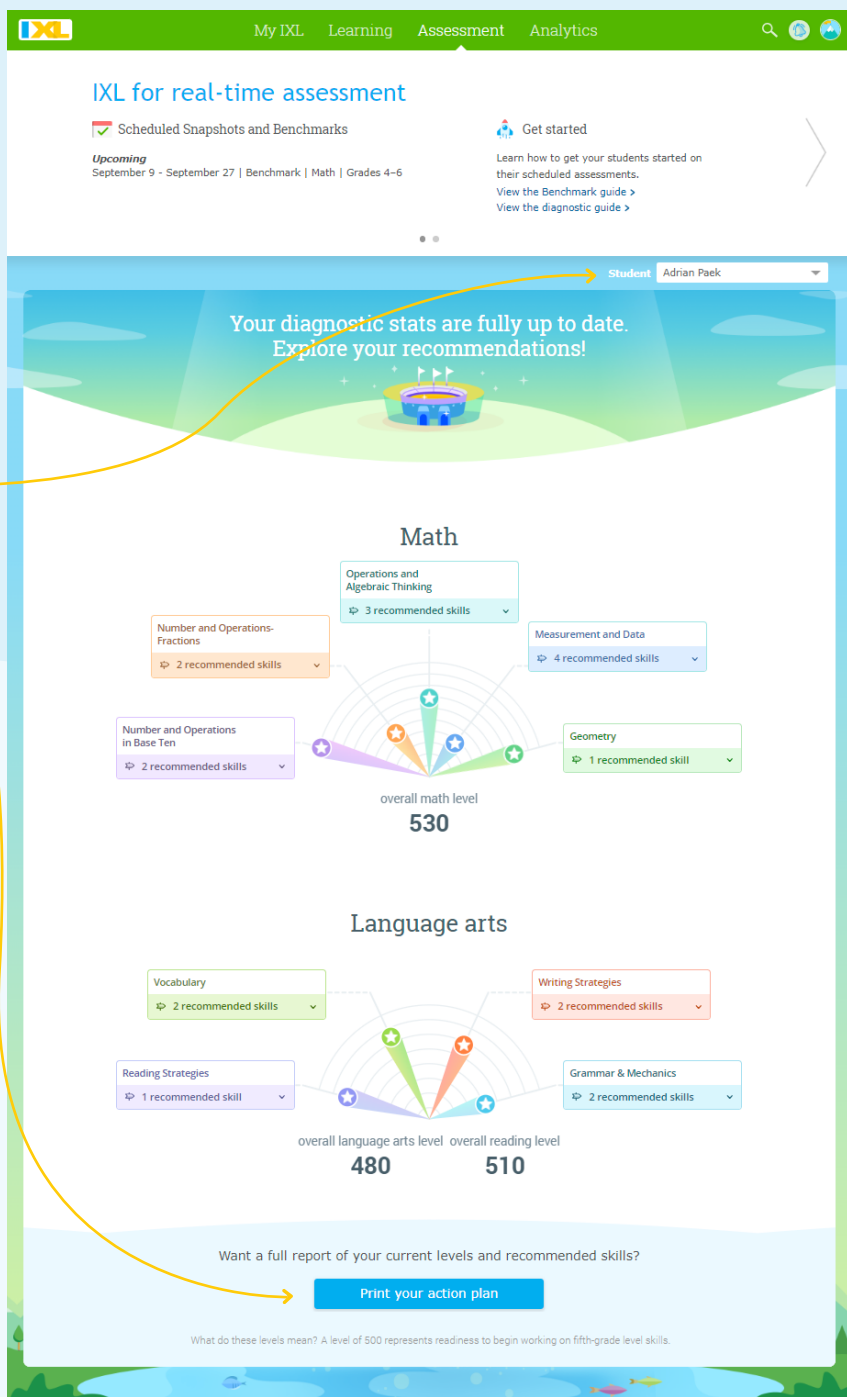 IXL
My IXL Learning Assessment Analytics
IXL for real-time assessment
Scheduled Snapshots and Benchmarks
Upcoming
September 9 - September 27 | Benchmark | Math | Grades 4–6
Get started
Learn how to get your students started on
their scheduled assessments.
View the Benchmark guide >
View the diagnostic guide >
Student Adrian Paek
Your diagnostic stats are fully up to date.
Explore your recommendations!
Math
Operations and
Algebraic Thinking
3 recommended skills
Number and Operations-
Fractions
2 recommended skills
Measurement and Data
4 recommended skills
Number and Operations
in Base Ten
2 recommended skills
Geometry
1 recommended skill
overall math level
530
Language arts
Vocabulary
2 recommended skills
Writing Strategies
2 recommended skills
Reading Strategies
1 recommended skill
Grammar & Mechanics
2 recommended skills
overall language arts level overall reading level
480 510
Want a full report of your current levels and recommended skills?
Print your action plan
What do these levels mean? A level of 500 represents readiness to begin working on fifth-grade level skills.